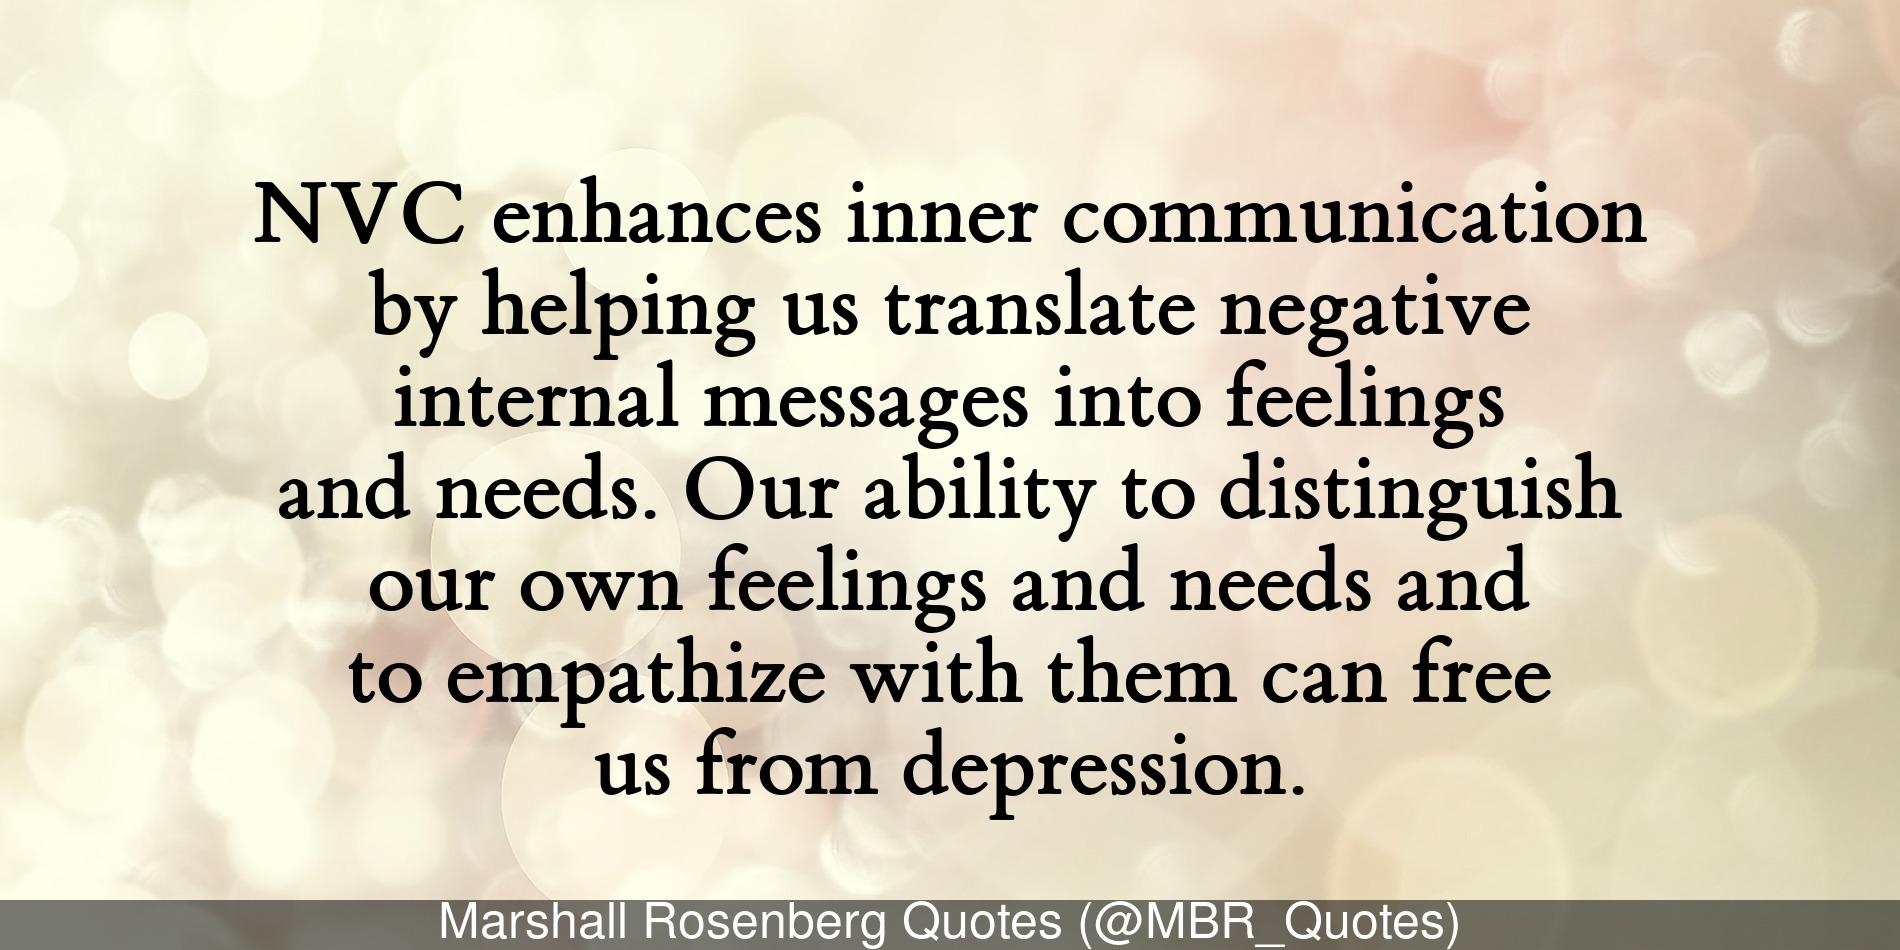 NVC enhances inner communication
by helping us translate negative
internal messages into feelings
and needs. Our ability to distinguish
our own feelings and needs and
to empathize with them can free
us from depression.
Marshall Rosenberg Quotes (@MBR_Quotes)